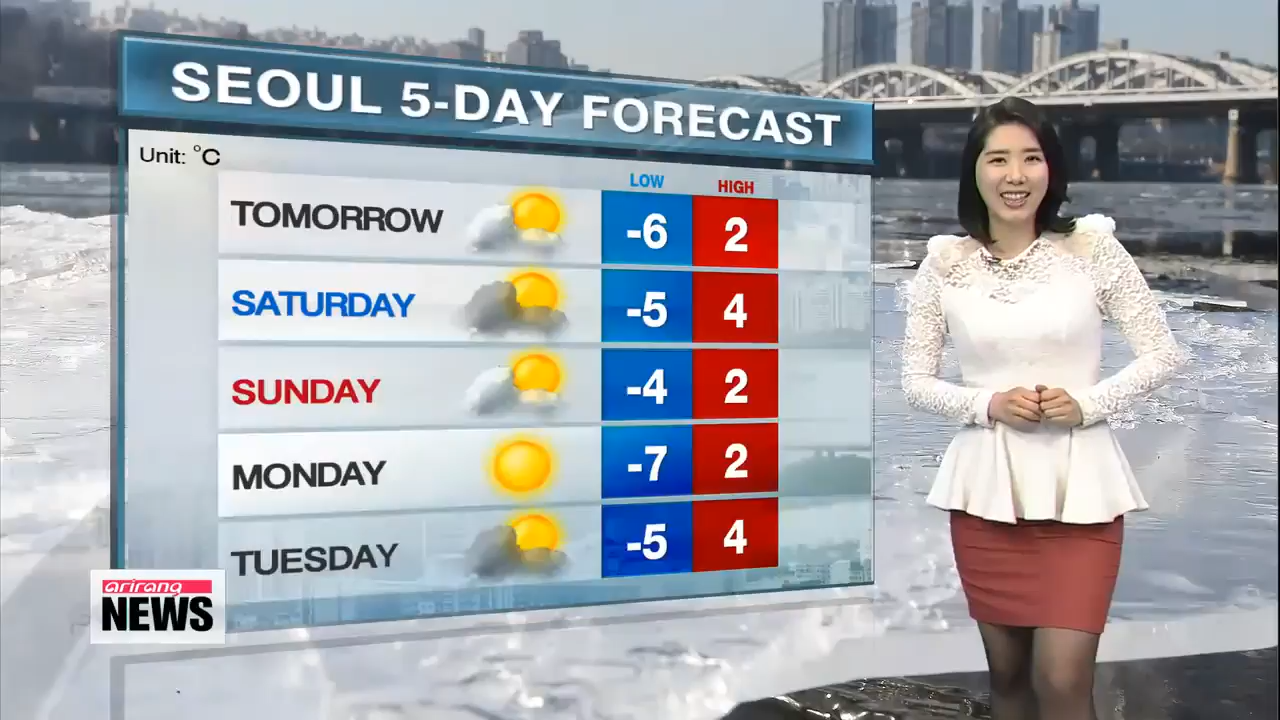 SEOUL 5-DAY FORECAST
Unit: °C
LOW HIGH
TOMORROW -6 2
SATURDAY -5 4
SUNDAY -4 2
MONDAY -7 2
TUESDAY -5 4
arirang
NEWS